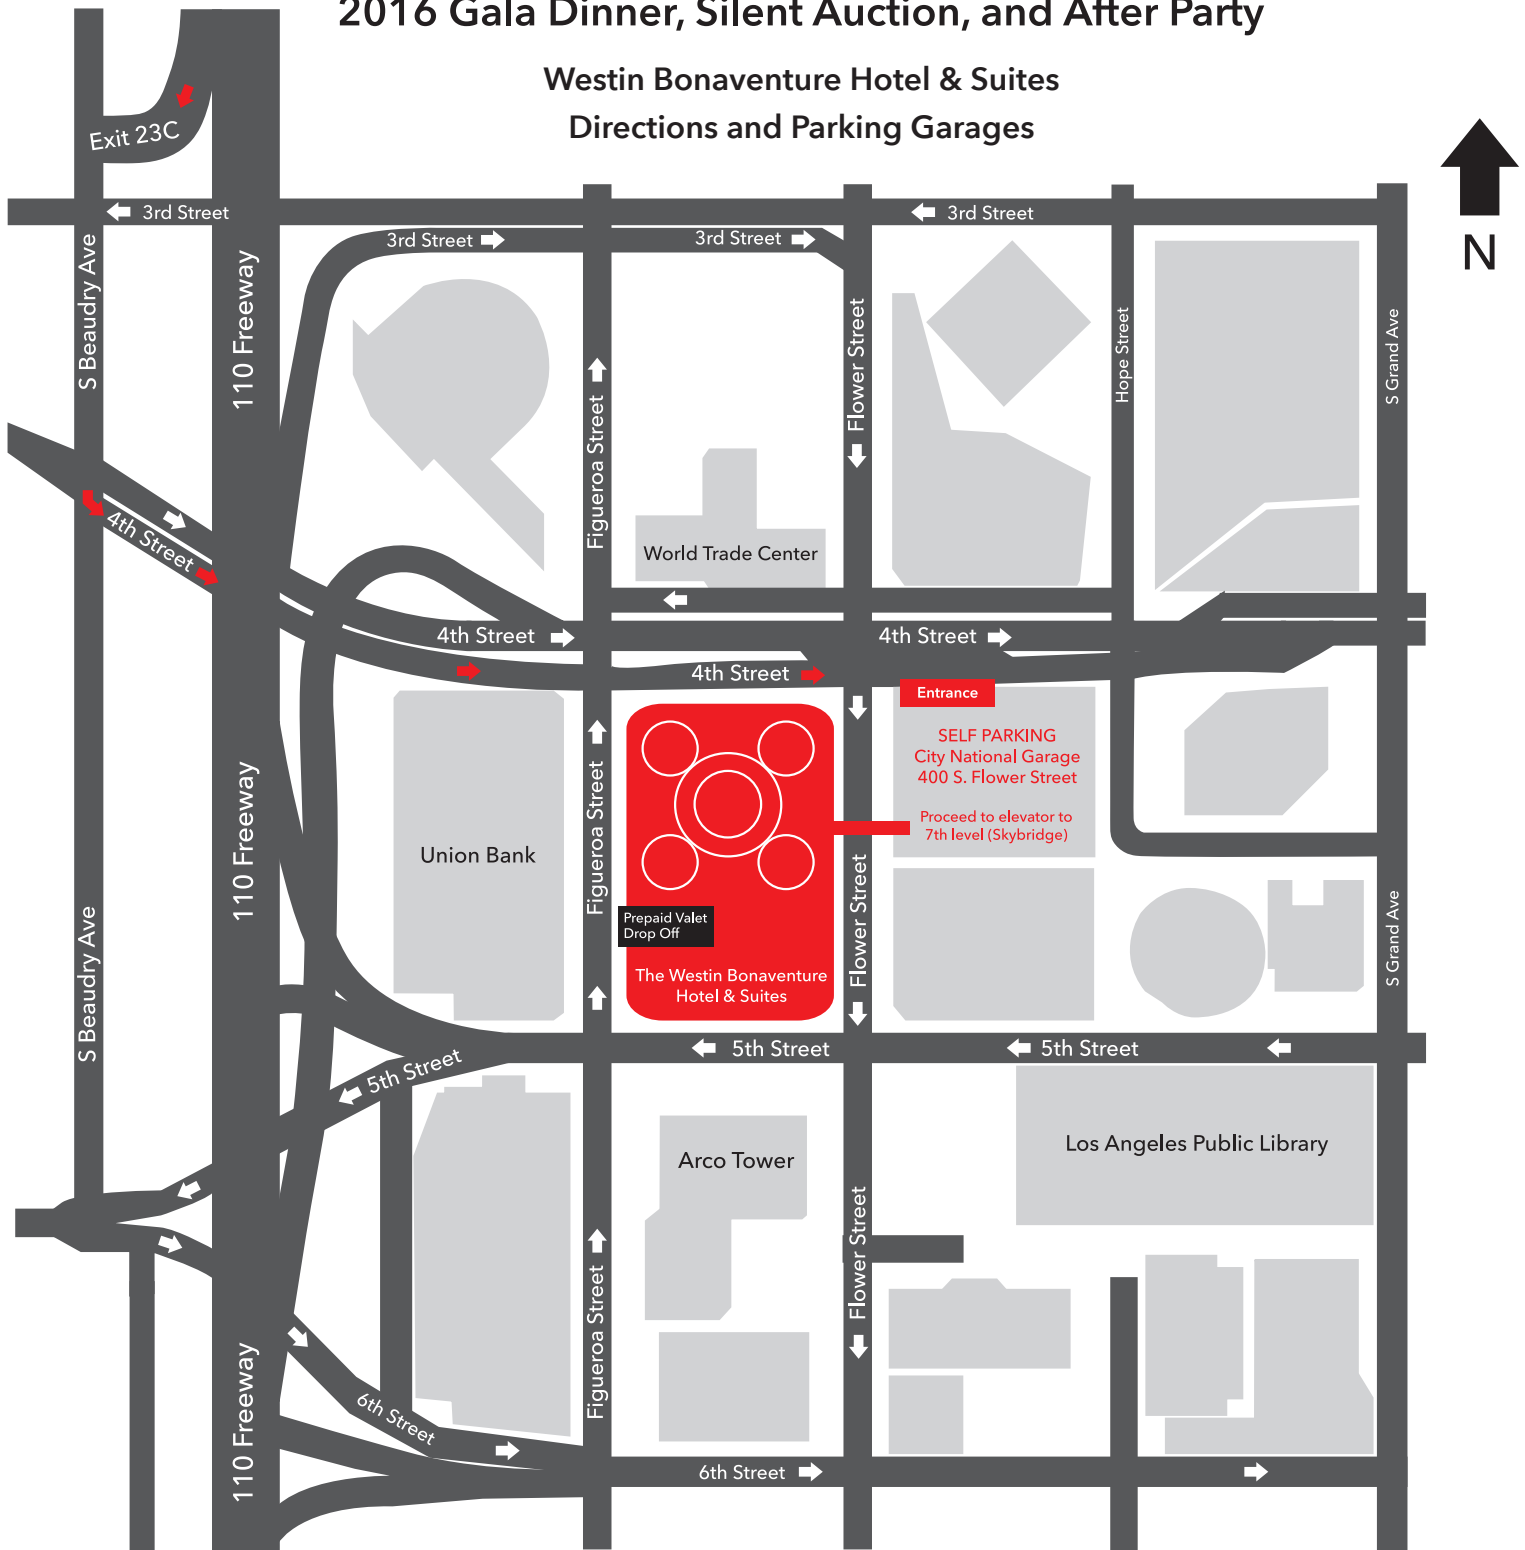 2016 Gala Dinner, Silent Auction, and After Party
Westin Bonaventure Hotel & Suites
Directions and Parking Garages
Exit 23C
N
3rd Street
3rd Street
3rd Street
3rd Street
S Beaudry Ave
110 Freeway
Figueroa Street
Flower Street
Hope Street
S Grand Ave
World Trade Center
4th Street
4th Street
4th Street
4th Street
Entrance
SELF PARKING
City National Garage
400 S. Flower Street
Proceed to elevator to
7th level (Skybridge)
110 Freeway
Union Bank
Figueroa Street
Prepaid Valet
Drop Off
The Westin Bonaventure
Hotel & Suites
Flower Street
S Grand Ave
S Beaudry Ave
5th Street
5th Street
5th Street
Arco Tower
Los Angeles Public Library
Figueroa Street
Flower Street
110 Freeway
6th Street
6th Street